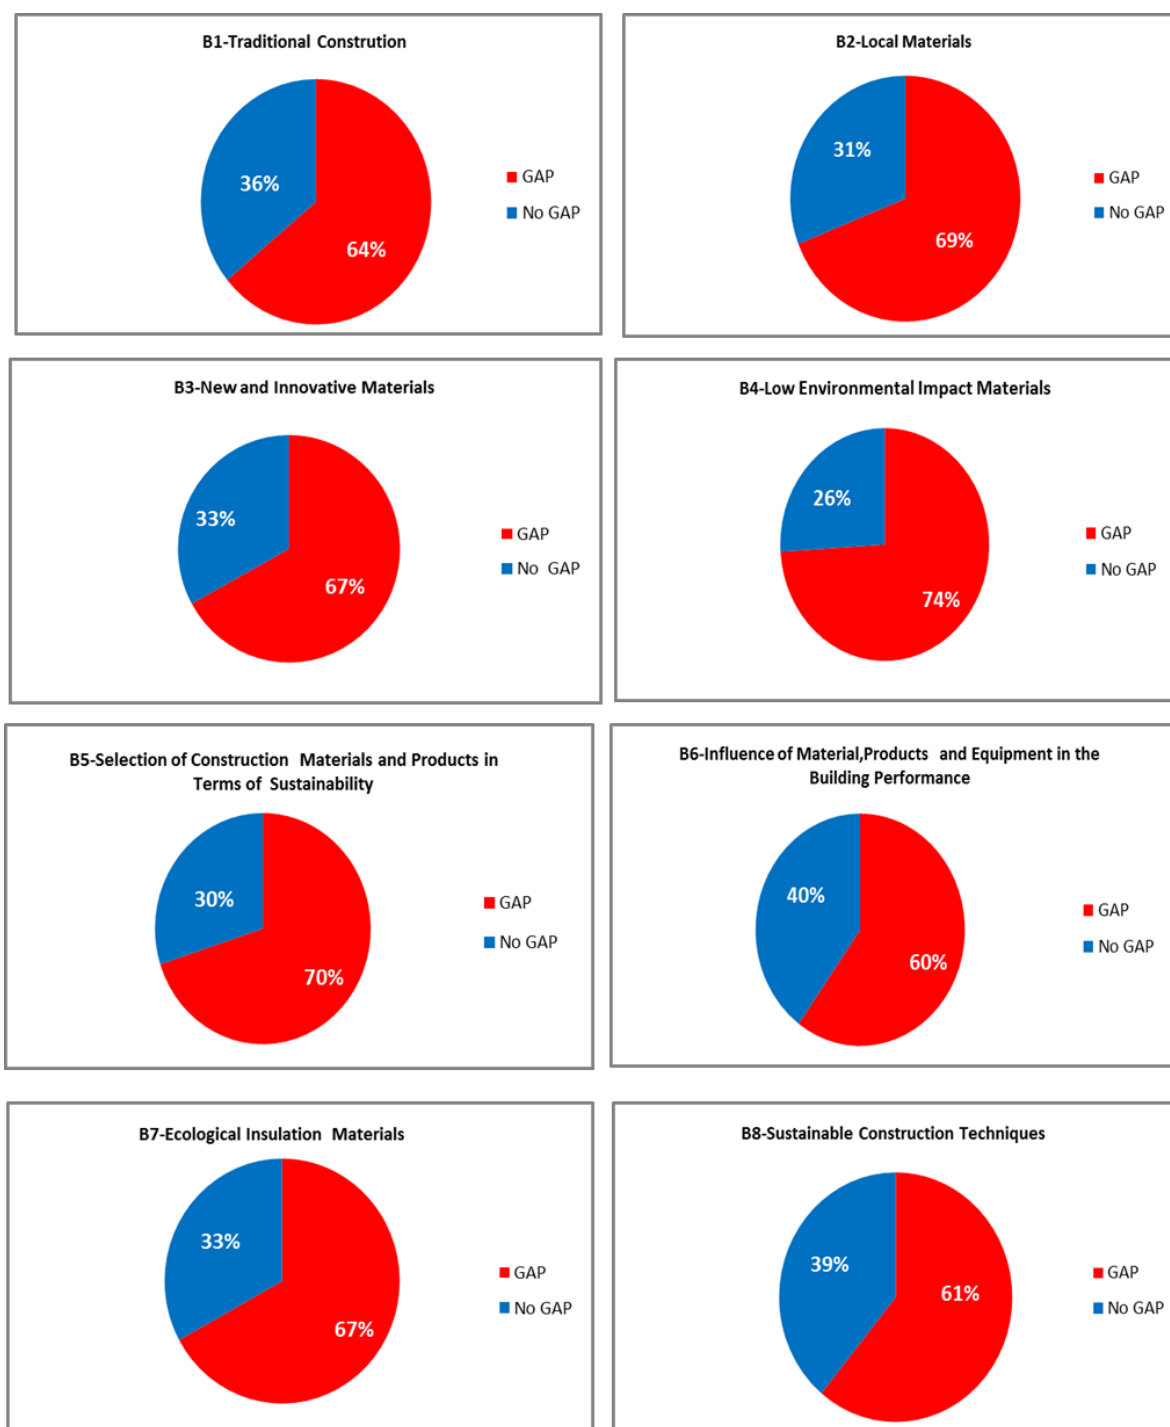 B1-Traditional Constrution
36%
64%
GAP
No GAP
B2-Local Materials
31%
69%
GAP
No GAP
B3-New and Innovative Materials
33%
67%
GAP
No GAP
B4-Low Environmental Impact Materials
26%
74%
GAP
No GAP
B5-Selection of Construction Materials and Products in
Terms of Sustainability
30%
70%
GAP
No GAP
B6-Influence of Material,Products and Equipment in the
Building Performance
40%
60%
GAP
No GAP
B7-Ecological Insulation Materials
33%
67%
GAP
No GAP
B8-Sustainable Construction Techniques
39%
61%
GAP
No GAP